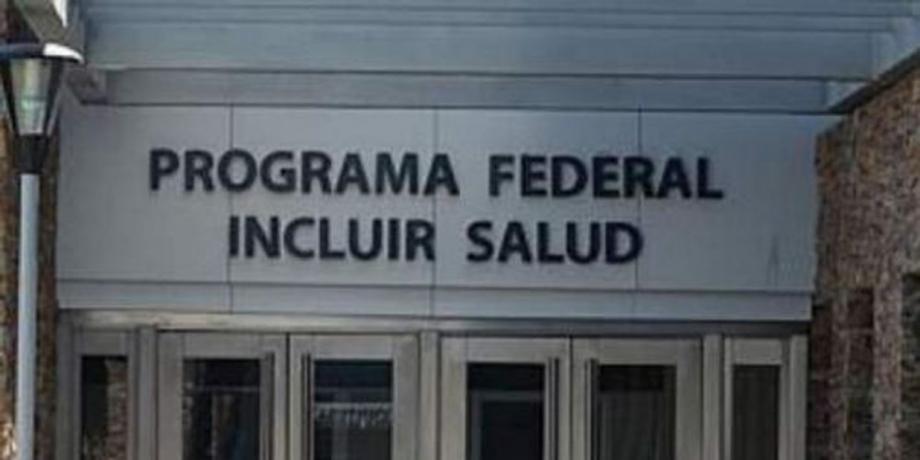 PROGRAMA FEDERAL
INCLUIR SALUD